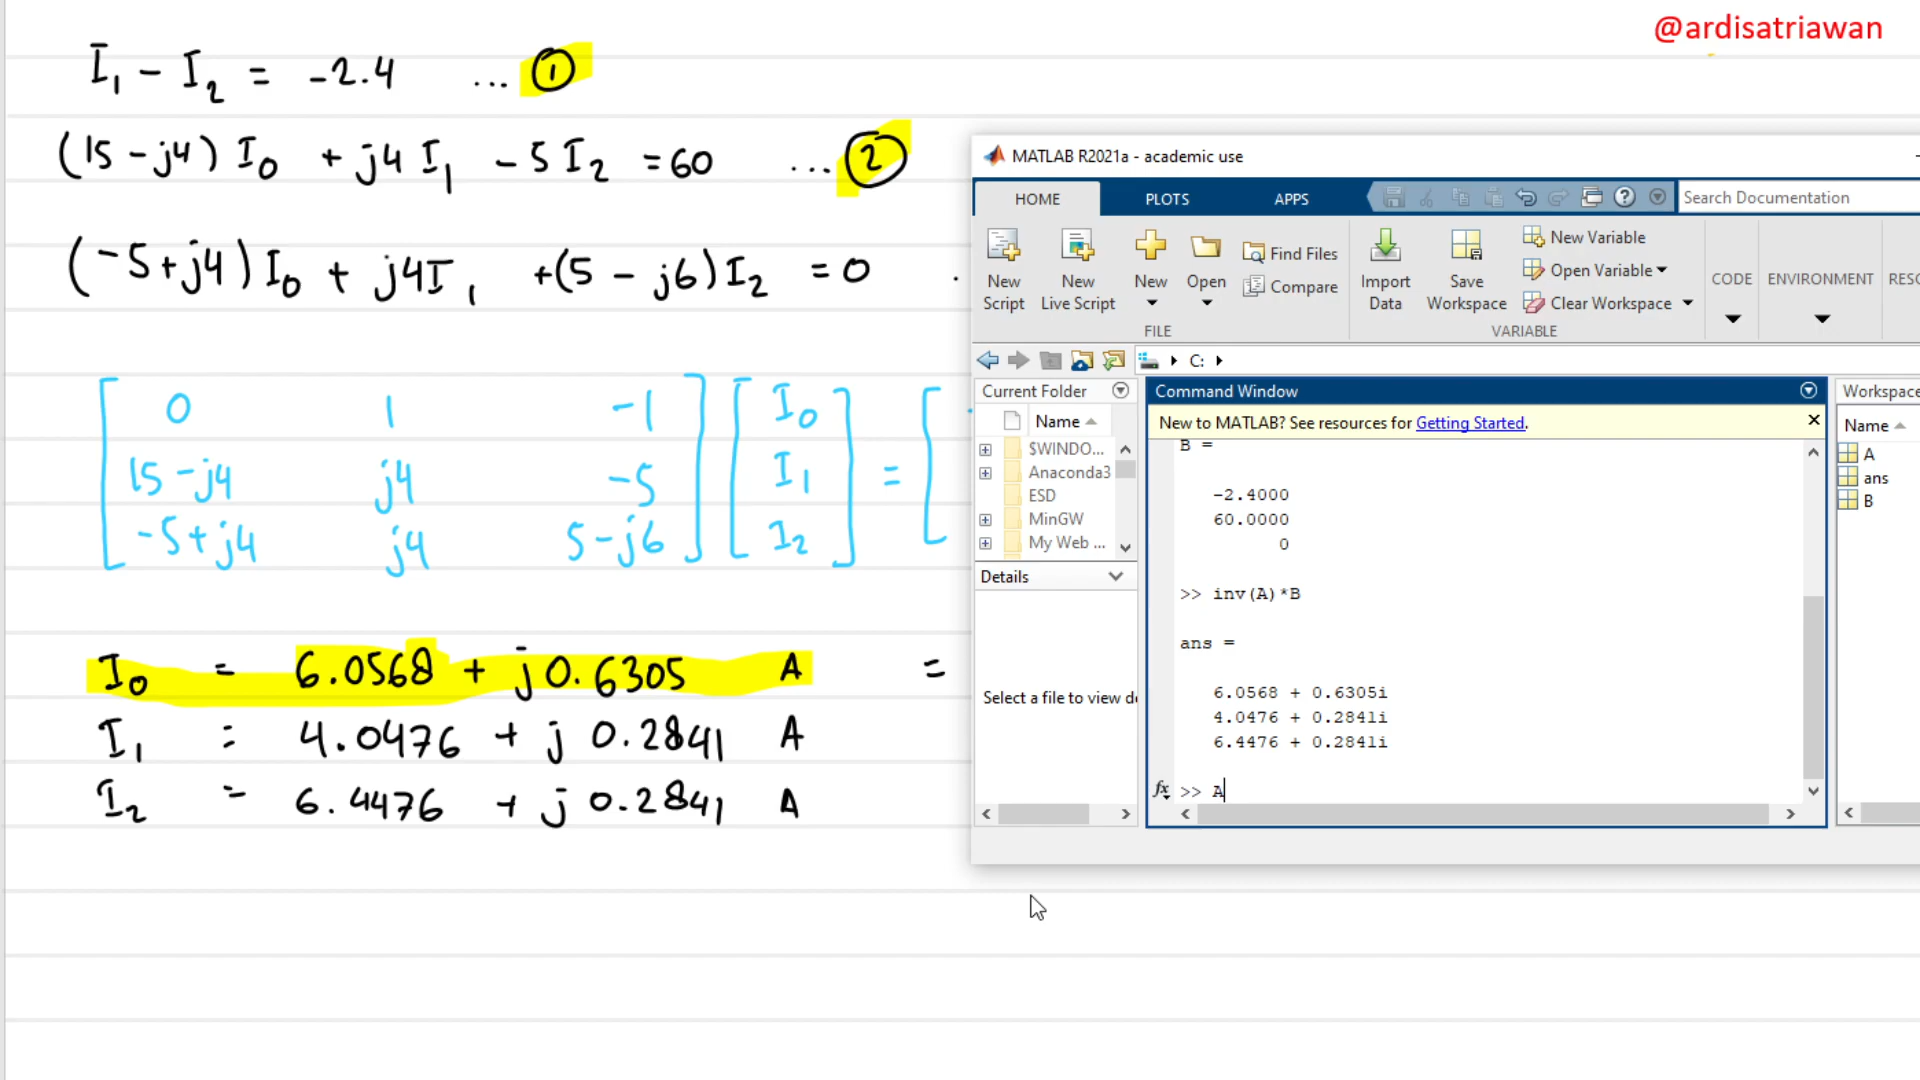 @ardisatriawan
I₁ - I₂ = -2.4 ... ①
(15 - j4) I₀ + j4 I₁ - 5 I₂ = 60 ... ②
(-5 + j4) I₀ + j4 I₁ + (5 - j6) I₂ = 0 .
[ 0 1 -1 ] [ I₀ ] = [
15 - j4 j4 -5 I₁
-5 + j4 j4 5 - j6 I₂
I₀ = 6.0568 + j 0.6305 A =
I₁ = 4.0476 + j 0.2841 A
I₂ = 6.4476 + j 0.2841 A
MATLAB R2021a - academic use
HOME PLOTS APPS
Search Documentation
New Script
New Live Script
New
Open
Find Files
Compare
Import Data
Save Workspace
New Variable
Open Variable
Clear Workspace
CODE
ENVIRONMENT
RESO
FILE
VARIABLE
C:
Current Folder
Name
$WINDO...
Anaconda3
ESD
MinGW
My Web ...
Details
Select a file to view de
Command Window
New to MATLAB? See resources for Getting Started.
B =
-2.4000
60.0000
0
>> inv(A)*B
ans =
6.0568 + 0.6305i
4.0476 + 0.2841i
6.4476 + 0.2841i
fx >> A
Workspace
Name
A
ans
B